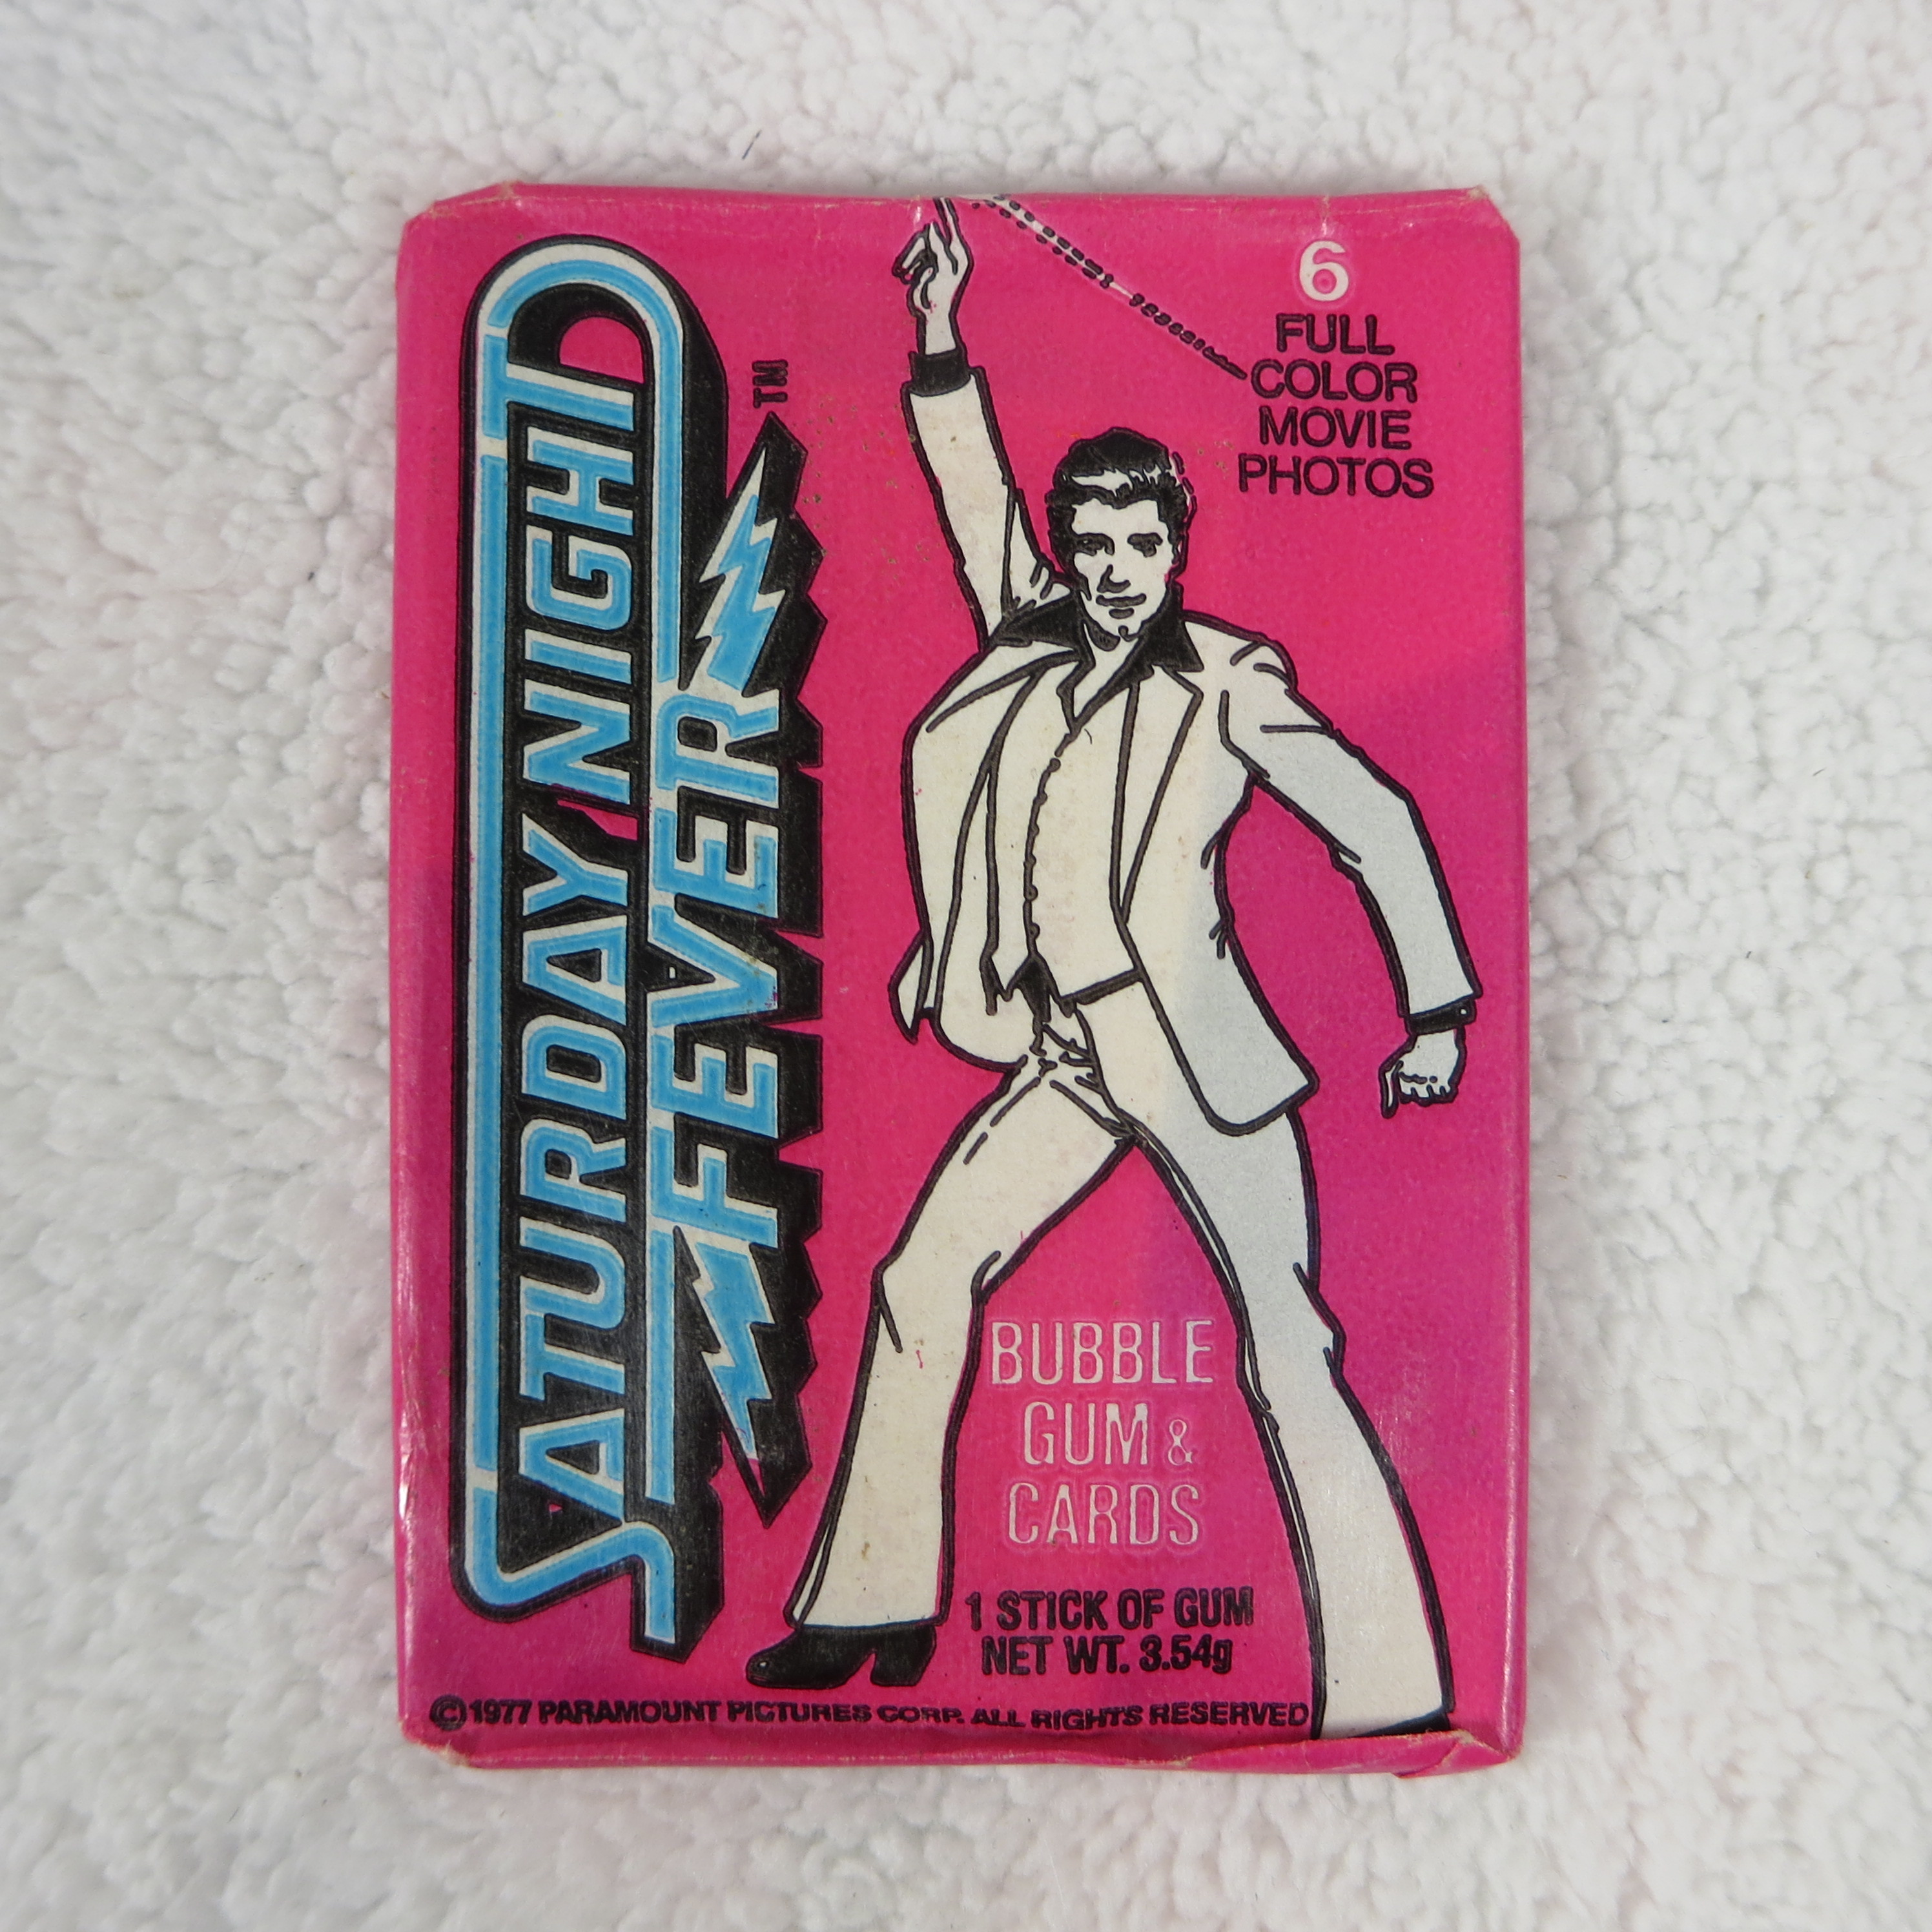 SATURDAY NIGHT
FEVER
TM
6
FULL
COLOR
MOVIE
PHOTOS
BUBBLE
GUM &
CARDS
1 STICK OF GUM
NET WT. 3.54g
©1977 PARAMOUNT PICTURES CORP. ALL RIGHTS RESERVED